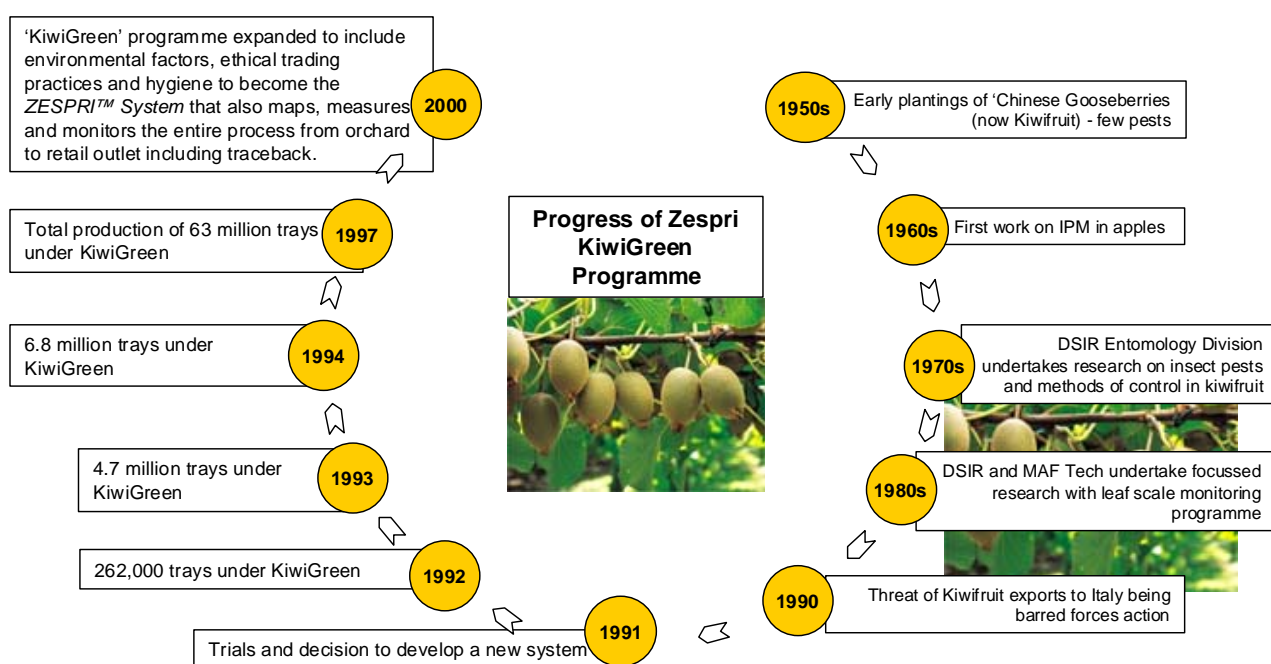 Progress of Zespri
KiwiGreen
Programme
1950s
Early plantings of ‘Chinese Gooseberries
(now Kiwifruit) - few pests
1960s
First work on IPM in apples
1970s
DSIR Entomology Division
undertakes research on insect pests
and methods of control in kiwifruit
1980s
DSIR and MAF Tech undertake focussed
research with leaf scale monitoring
programme
1990
Threat of Kiwifruit exports to Italy being
barred forces action
1991
Trials and decision to develop a new system
1992
262,000 trays under KiwiGreen
1993
4.7 million trays under
KiwiGreen
1994
6.8 million trays under
KiwiGreen
1997
Total production of 63 million trays
under KiwiGreen
2000
‘KiwiGreen’ programme expanded to include
environmental factors, ethical trading
practices and hygiene to become the
ZESPRI™ System that also maps, measures
and monitors the entire process from orchard
to retail outlet including traceback.